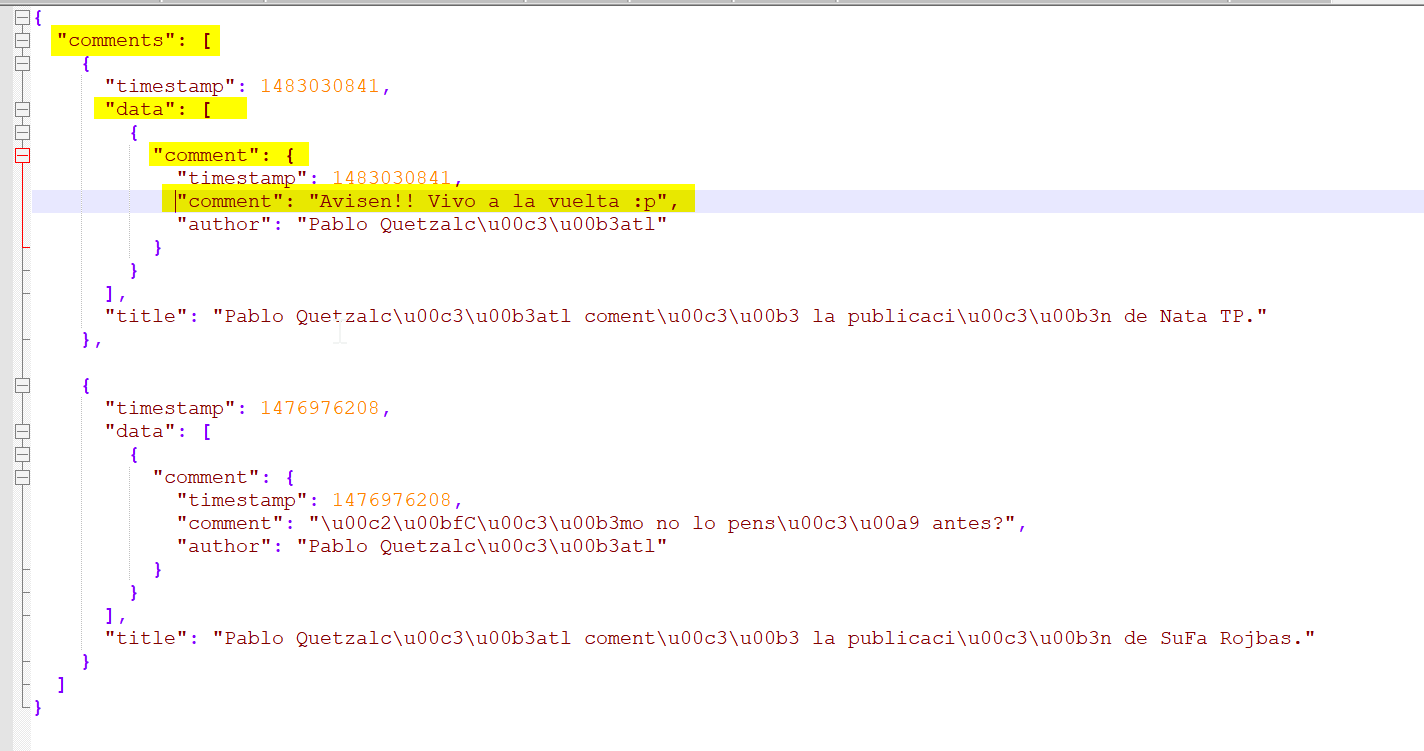 {
"comments": [
{
"timestamp": 1483030841,
"data": [
{
"comment": {
"timestamp": 1483030841,
"comment": "Avisen!! Vivo a la vuelta :p",
"author": "Pablo Quetzalc\u00c3\u00b3atl"
}
}
],
"title": "Pablo Quetzalc\u00c3\u00b3atl coment\u00c3\u00b3 la publicaci\u00c3\u00b3n de Nata TP."
},
{
"timestamp": 1476976208,
"data": [
{
"comment": {
"timestamp": 1476976208,
"comment": "\u00c2\u00bfC\u00c3\u00b3mo no lo pens\u00c3\u00a9 antes?",
"author": "Pablo Quetzalc\u00c3\u00b3atl"
}
}
],
"title": "Pablo Quetzalc\u00c3\u00b3atl coment\u00c3\u00b3 la publicaci\u00c3\u00b3n de SuFa Rojbas."
}
]
}